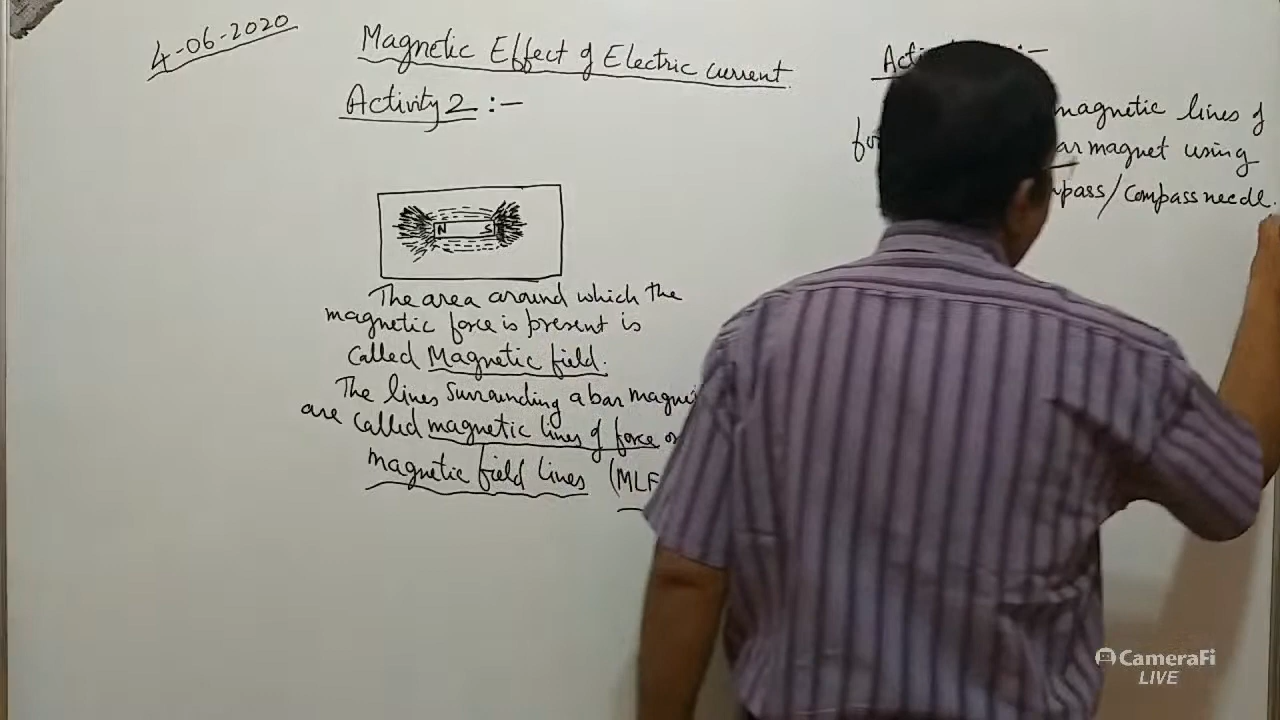 4-06-2020
Magnetic Effect of Electric current
Activity 2 :-
N S
The area around which the
magnetic force is present is
called Magnetic field.
The lines surrounding a bar
are called magnetic lines of force
magnetic field lines (MLF
:-
magnetic lines of
magnet using
/compass needle.
CameraFi
LIVE